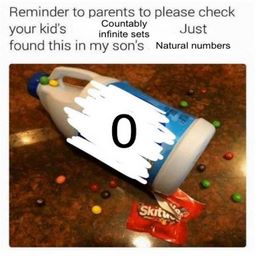 Reminder to parents to please check
your kid's Countably infinite sets Just
found this in my son's Natural numbers
0
Skittles